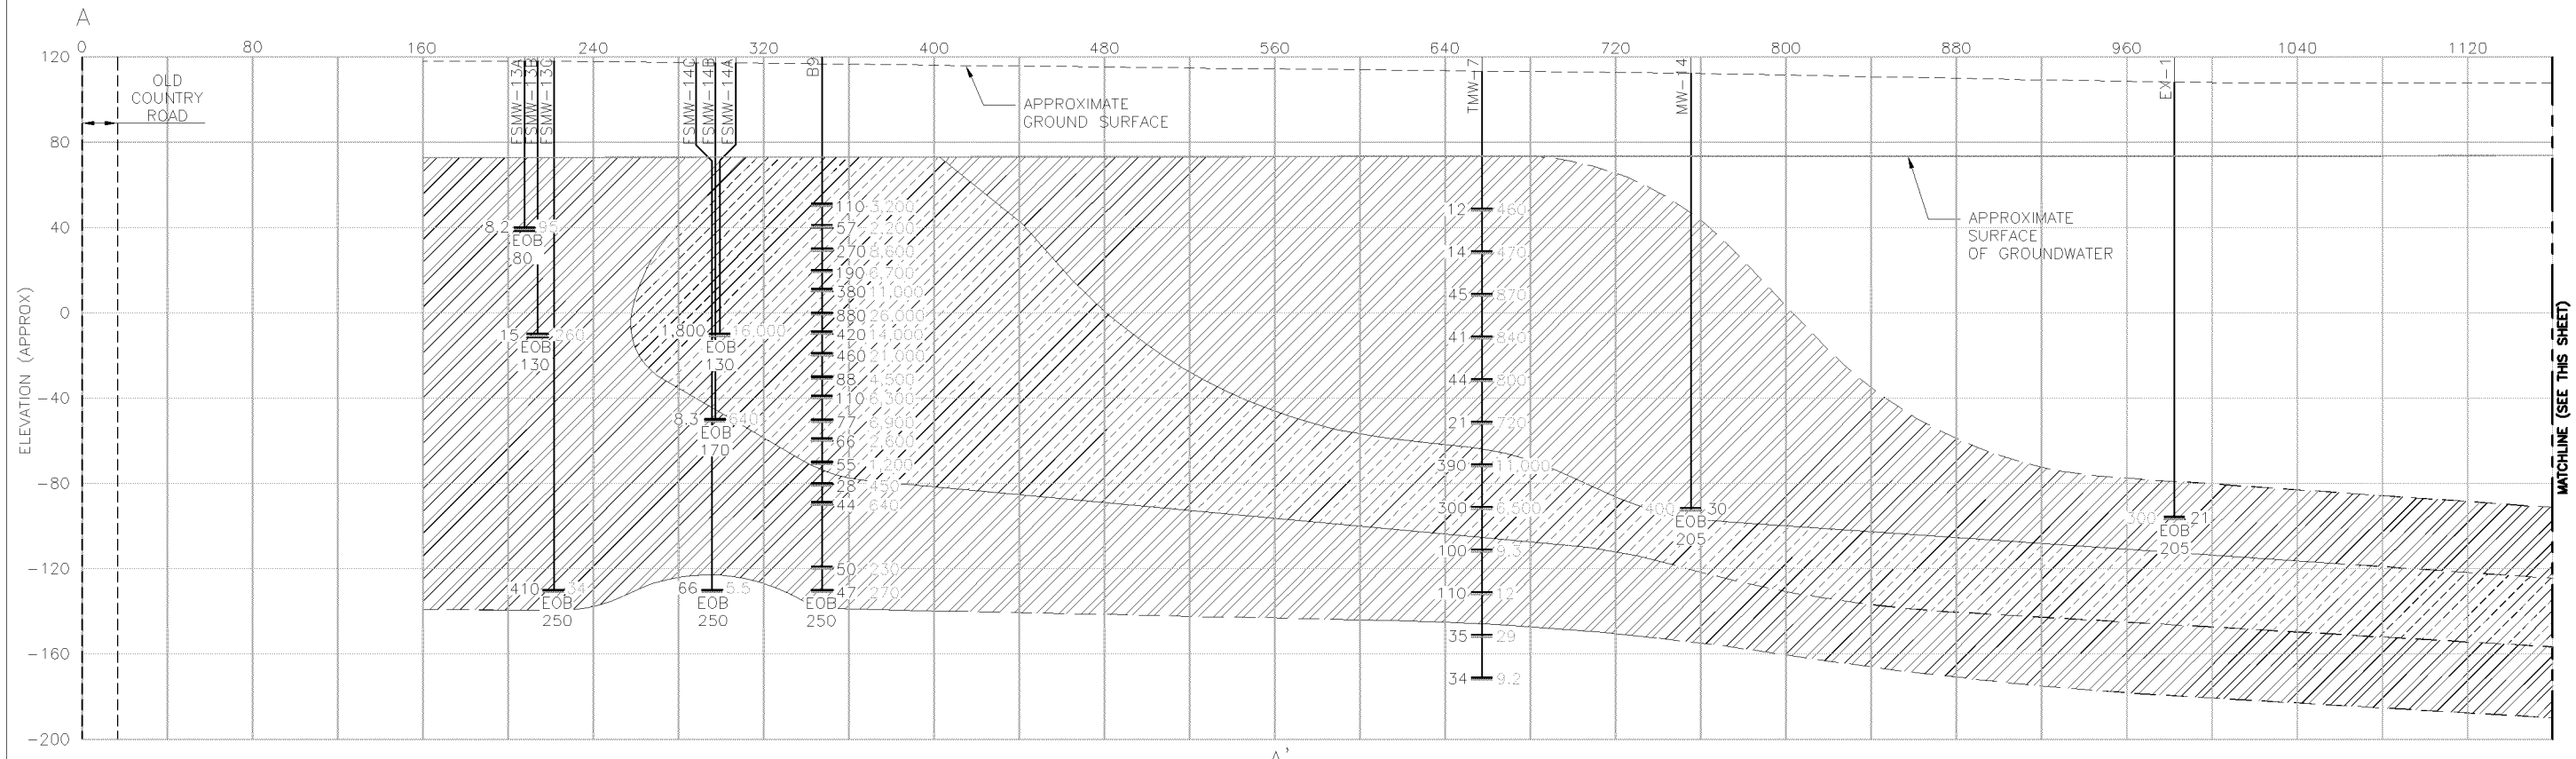 A
0 80 160 240 320 400 480 560 640 720 800 880 960 1040 1120
120
80
40
0
-40
-80
-120
-160
-200
ELEVATION (APPROX)
OLD
COUNTRY
ROAD
FSMW-13A
FSMW-13B
FSMW-13C
FSMW-14C
FSMW-14B
FSMW-14A
B9
TMW-7
MW-14
EX-1
APPROXIMATE
GROUND SURFACE
APPROXIMATE
SURFACE
OF GROUNDWATER
8.2 95
EOB
80
15 260
EOB
130
410 34
EOB
250
1,800 16,000
EOB
130
8.3 640
EOB
170
66 5.5
EOB
250
110 3,200
57 2,200
270 8,600
190 6,700
380 11,000
880 26,000
420 14,000
460 21,000
88 4,500
110 6,300
77 6,900
66 2,600
55 1,200
28 450
44 640
50 230
47 270
EOB
250
12 460
14 470
45 870
41 840
44 800
21 720
390 11,000
300 6,500
100 9.3
110 12
35 29
34 9.2
400 30
EOB
205
300 21
EOB
205
MATCHLINE (SEE THIS SHEET)
A'